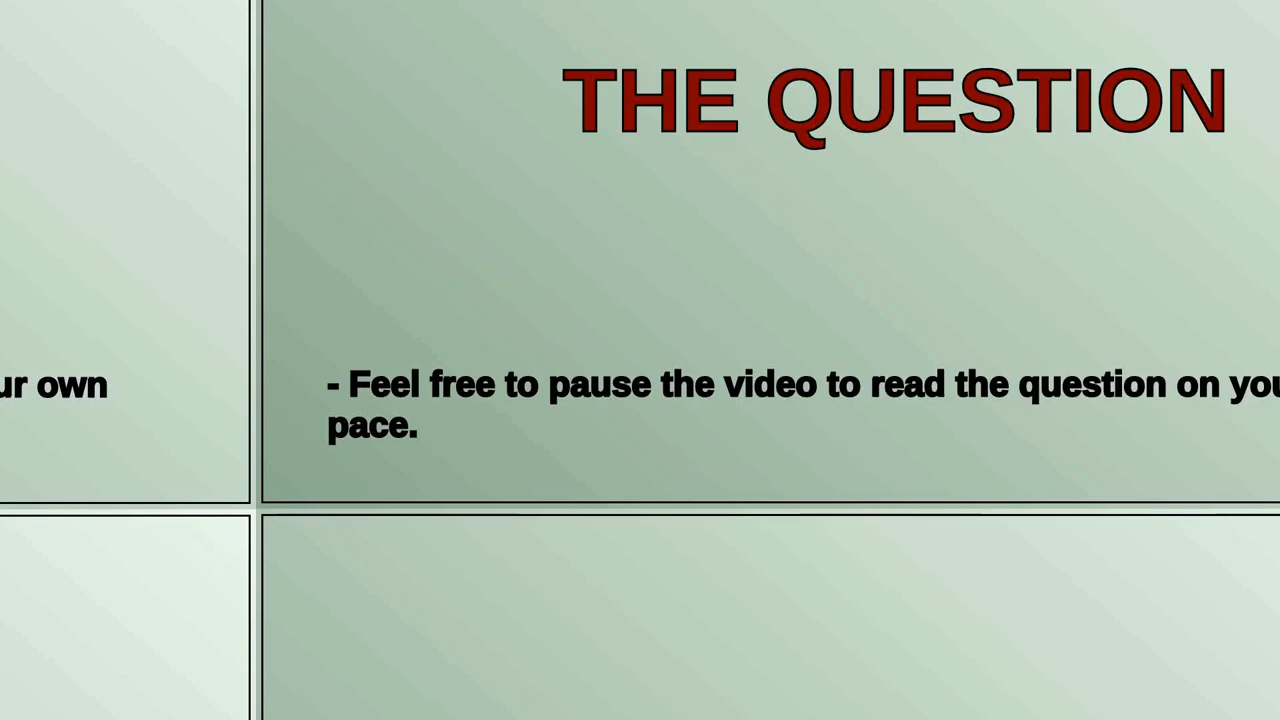 THE QUESTION
ur own
- Feel free to pause the video to read the question on you
pace.